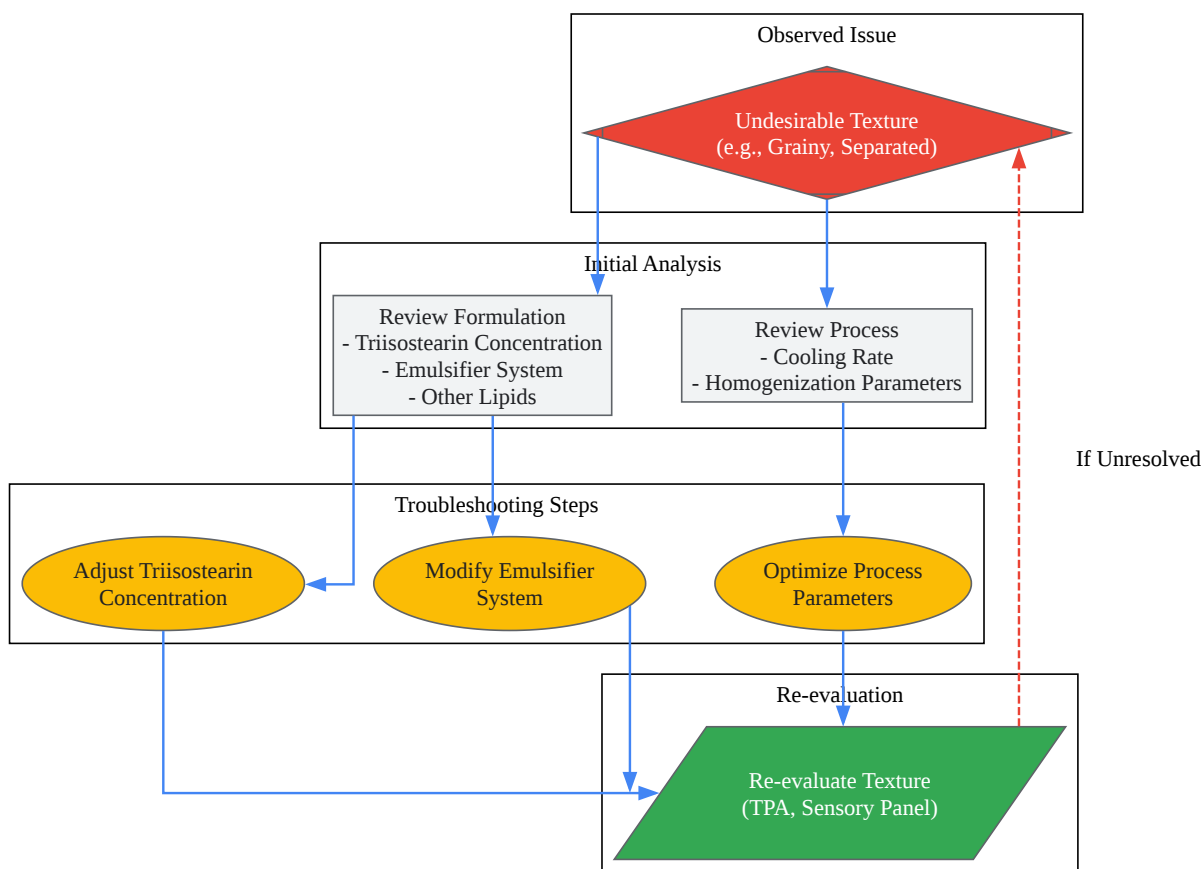 Observed Issue
Undesirable Texture
(e.g., Grainy, Separated)
Initial Analysis
Review Formulation
- Triisostearin Concentration
- Emulsifier System
- Other Lipids
Review Process
- Cooling Rate
- Homogenization Parameters
If Unresolved
Troubleshooting Steps
Adjust Triisostearin
Concentration
Modify Emulsifier
System
Optimize Process
Parameters
Re-evaluation
Re-evaluate Texture
(TPA, Sensory Panel)